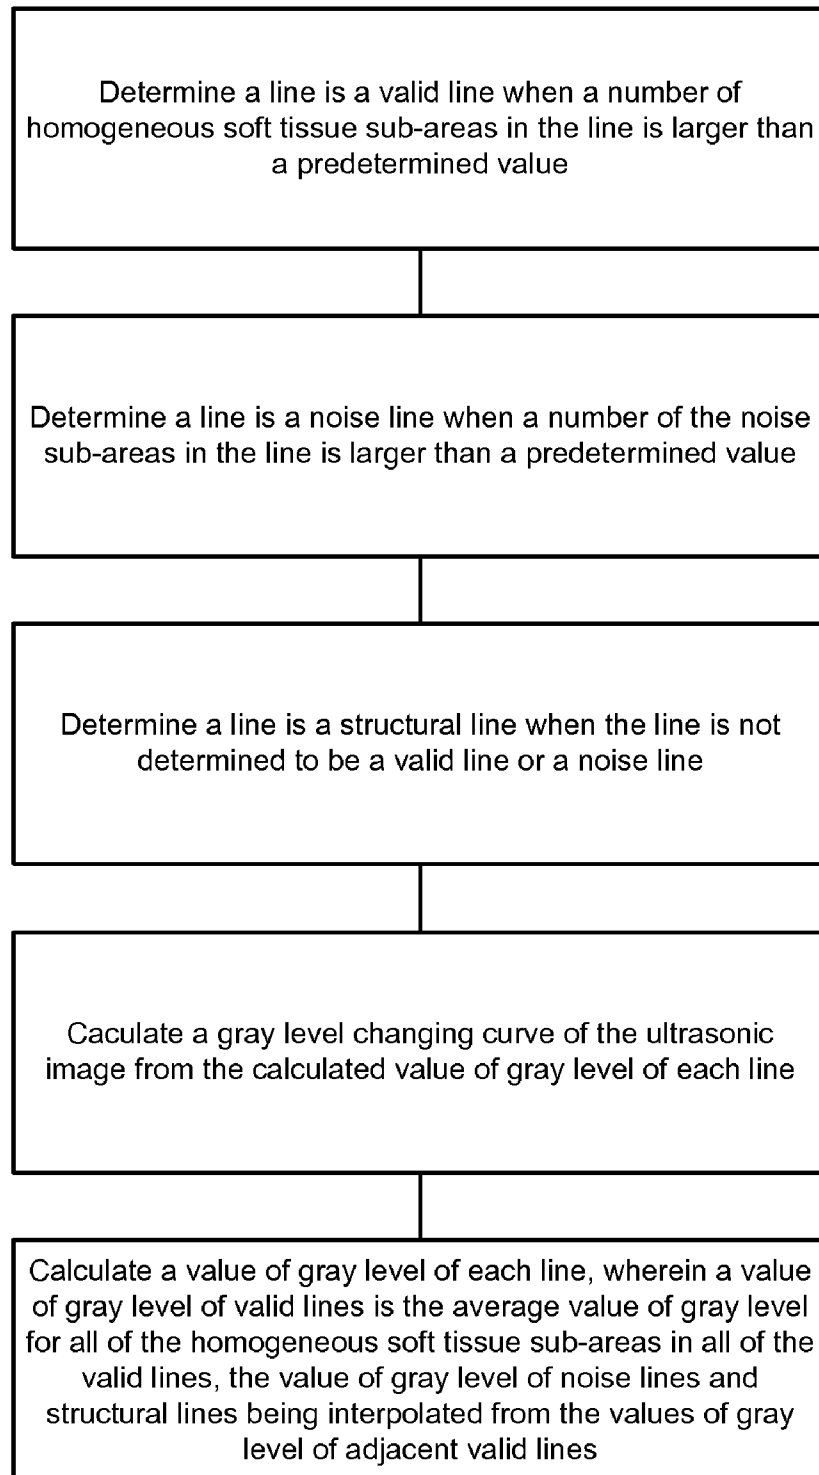 Determine a line is a valid line when a number of
homogeneous soft tissue sub-areas in the line is larger than
a predetermined value
Determine a line is a noise line when a number of the noise
sub-areas in the line is larger than a predetermined value
Determine a line is a structural line when the line is not
determined to be a valid line or a noise line
Caculate a gray level changing curve of the ultrasonic
image from the calculated value of gray level of each line
Calculate a value of gray level of each line, wherein a value
of gray level of valid lines is the average value of gray level
for all of the homogeneous soft tissue sub-areas in all of the
valid lines, the value of gray level of noise lines and
structural lines being interpolated from the values of gray
level of adjacent valid lines